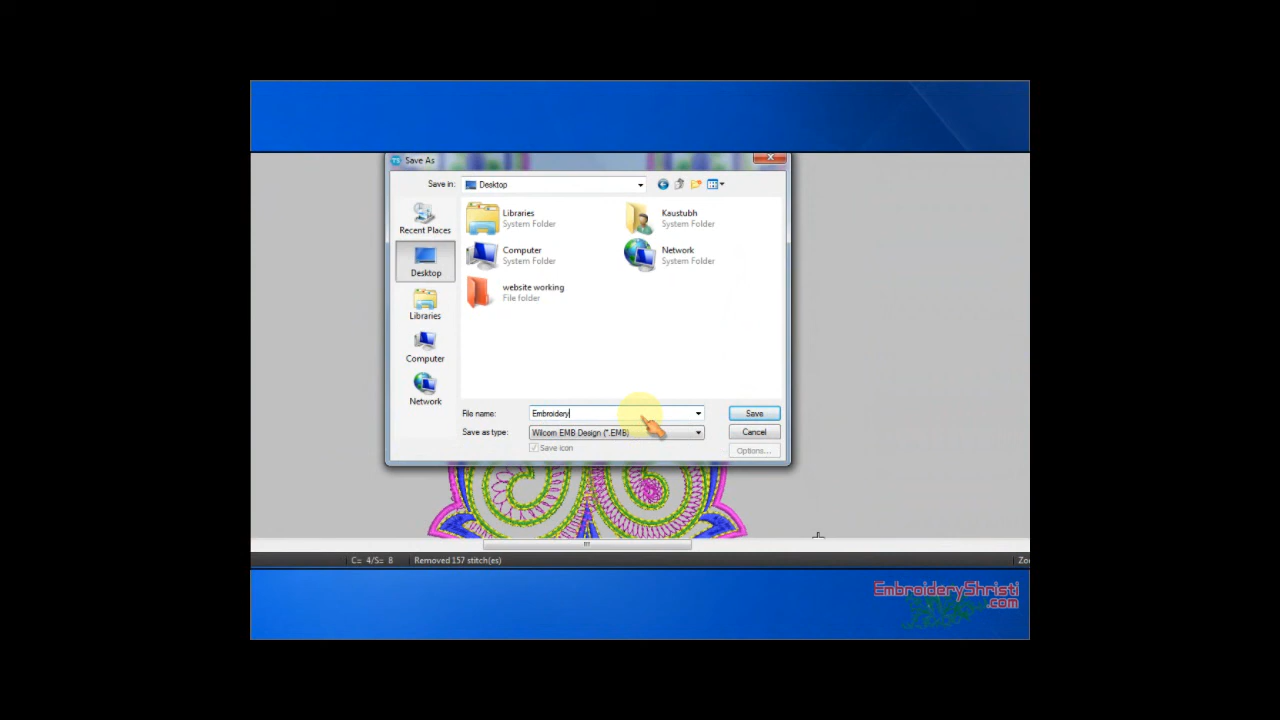 Save As
Save in:
Desktop
Recent Places
Desktop
Libraries
Computer
Network
Libraries
System Folder
Kaustubh
System Folder
Computer
System Folder
Network
System Folder
website working
File folder
File name:
Embroidery
Save
Save as type:
Wilcom EMB Design (*.EMB)
Cancel
Save icon
Options...
C= 4/S= 8
Removed 157 stitch(es)
Zo
EmbroideryShristi
.com